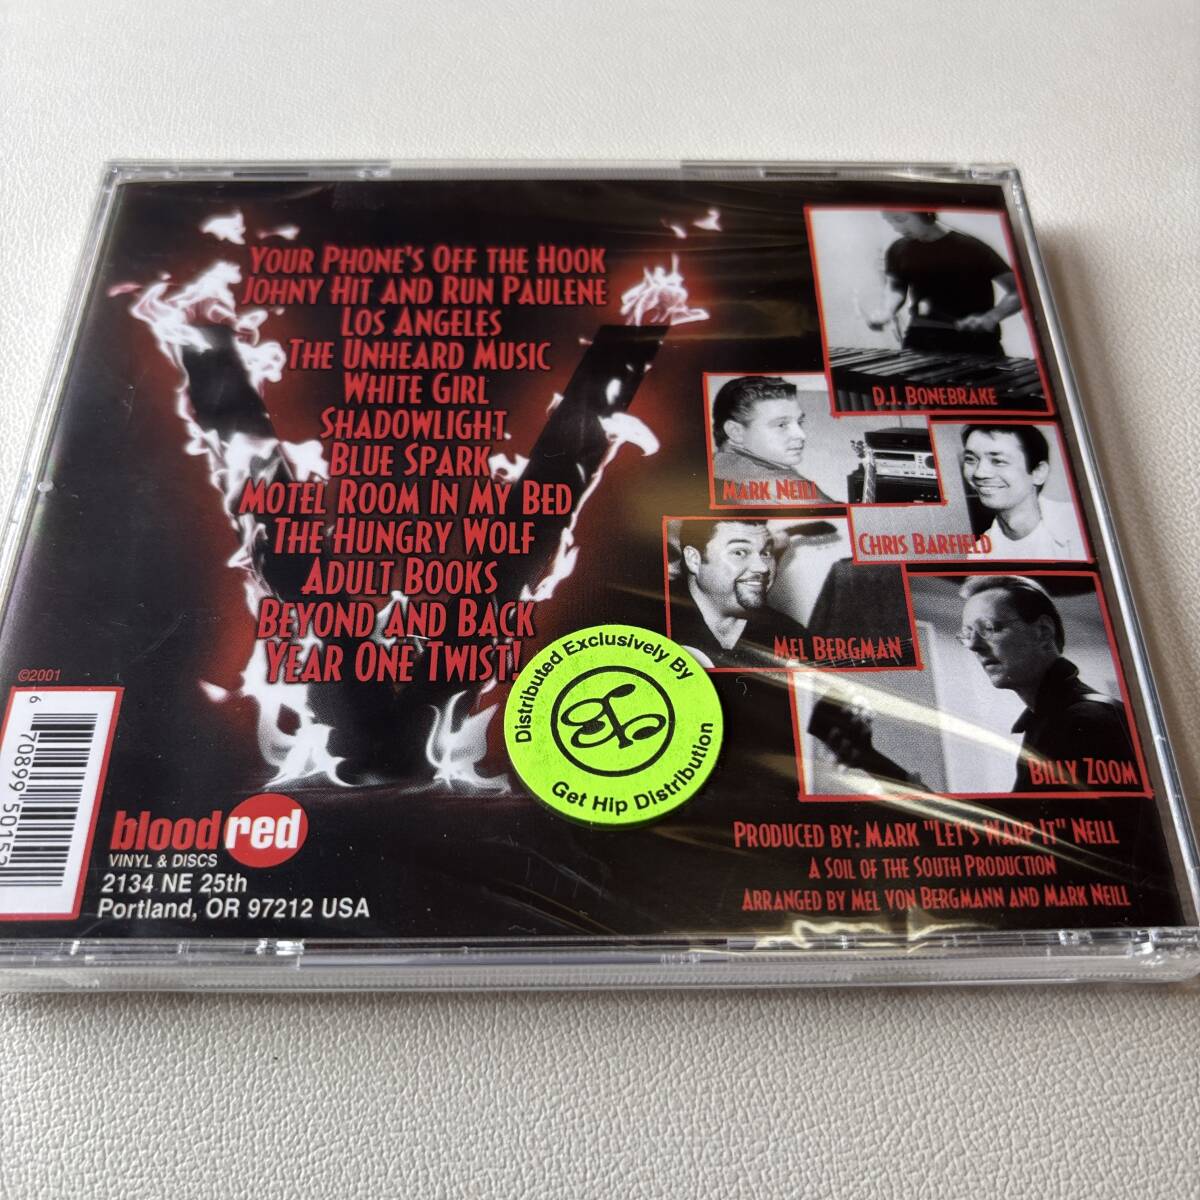 YOUR PHONE'S OFF THE HOOK
JOHNY HIT AND RUN PAULENE
LOS ANGELES
THE UNHEARD MUSIC
WHITE GIRL
SHADOWLIGHT
BLUE SPARK
MOTEL ROOM IN MY BED
THE HUNGRY WOLF
ADULT BOOKS
BEYOND AND BACK
YEAR ONE TWIST!
D.J. BONEBRAKE
MARK NEILL
CHRIS BARFIELD
MEL BERGMAN
BILLY ZOOM
©2001
6 70899 50152
Distributed Exclusively By
Get Hip Distribution
bloodred
VINYL & DISCS
2134 NE 25th
Portland, OR 97212 USA
PRODUCED BY: MARK "LET'S WARP IT" NEILL
A SOIL OF THE SOUTH PRODUCTION
ARRANGED BY MEL VON BERGMANN AND MARK NEILL